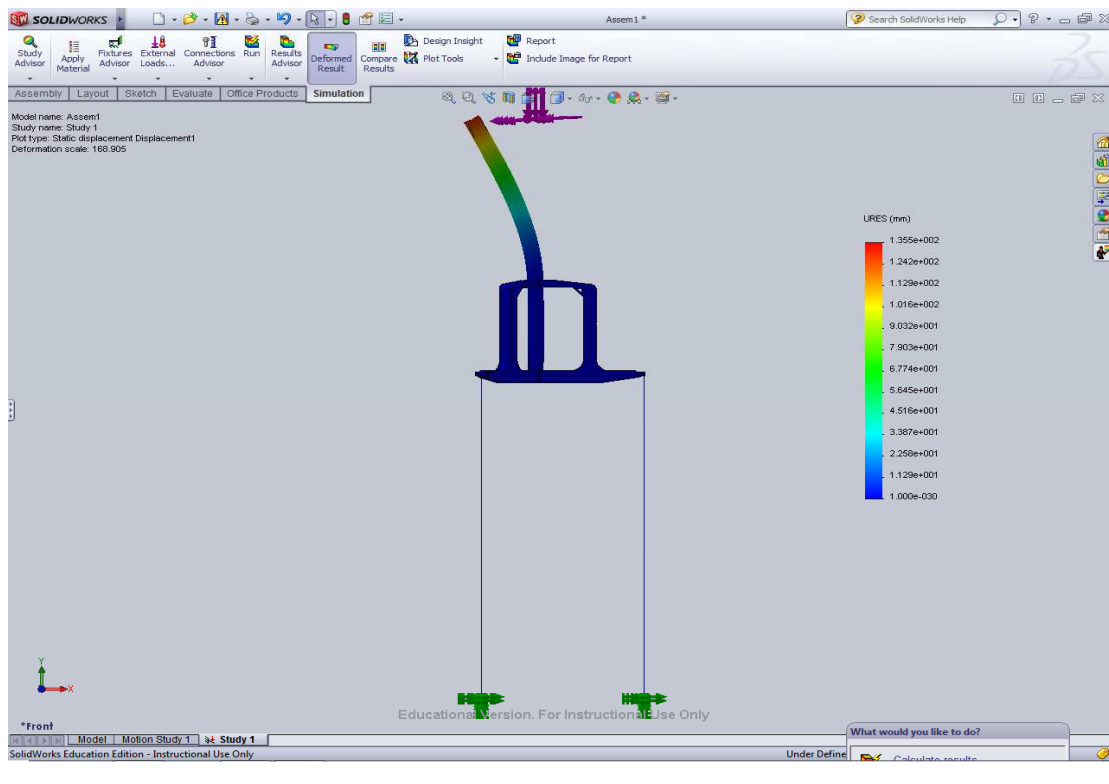 SOLIDWORKS
Assem1 *
Search SolidWorks Help
Study Advisor
Apply Material
Fixtures Advisor
External Loads...
Connections Advisor
Run
Results Advisor
Deformed Result
Compare Results
Design Insight
Plot Tools
Report
Include Image for Report
Assembly Layout Sketch Evaluate Office Products Simulation
Model name: Assem1
Study name: Study 1
Plot type: Static displacement Displacement1
Deformation scale: 168.905
URES (mm)
1.355e+002
1.242e+002
1.129e+002
1.016e+002
9.032e+001
7.903e+001
6.774e+001
5.645e+001
4.516e+001
3.387e+001
2.258e+001
1.129e+001
1.000e-030
Y
X
Educational Version. For Instructional Use Only
*Front
Model Motion Study 1 Study 1
What would you like to do?
SolidWorks Education Edition - Instructional Use Only
Under Define
Calculate results